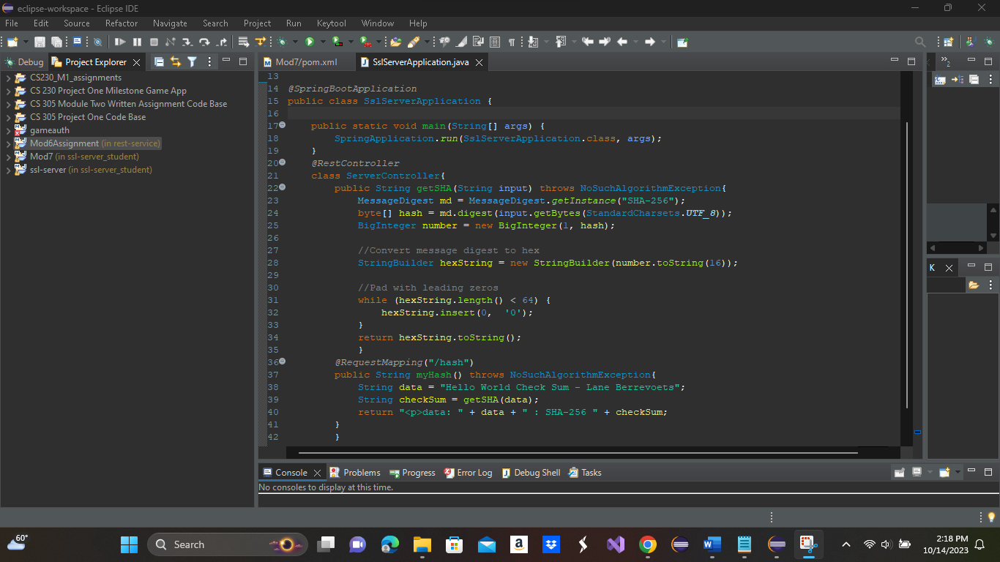 eclipse-workspace - Eclipse IDE
File Edit Source Refactor Navigate Search Project Run Keytool Window Help
Debug Project Explorer Mod7/pom.xml SslServerApplication.java 2
CS230_M1_assignments
CS 230 Project One Milestone Game App
CS 305 Module Two Written Assignment Code Base
CS 305 Project One Code Base
gameauth
Mod6Assignment (in rest-service)
Mod7 (in ssl-server_student)
ssl-server (in ssl-server_student)
13
14 @SpringBootApplication
15 public class SslServerApplication {
16
17 public static void main(String[] args) {
18 SpringApplication.run(SslServerApplication.class, args);
19 }
20 @RestController
21 class ServerController{
22 public String getSHA(String input) throws NoSuchAlgorithmException{
23 MessageDigest md = MessageDigest.getInstance("SHA-256");
24 byte[] hash = md.digest(input.getBytes(StandardCharsets.UTF_8));
25 BigInteger number = new BigInteger(1, hash);
26
27 //Convert message digest to hex
28 StringBuilder hexString = new StringBuilder(number.toString(16));
29
30 //Pad with leading zeros
31 while (hexString.length() < 64) {
32 hexString.insert(0,  '0');
33 }
34 return hexString.toString();
35 }
36 @RequestMapping("/hash")
37 public String myHash() throws NoSuchAlgorithmException{
38 String data = "Hello World Check Sum - Lane Berrevoets";
39 String checkSum = getSHA(data);
40 return "<p>data: " + data + " : SHA-256 " + checkSum;
41 }
42 }
K
Console Problems Progress Error Log Debug Shell Tasks
No consoles to display at this time.
60°
Search
2:18 PM
10/14/2023